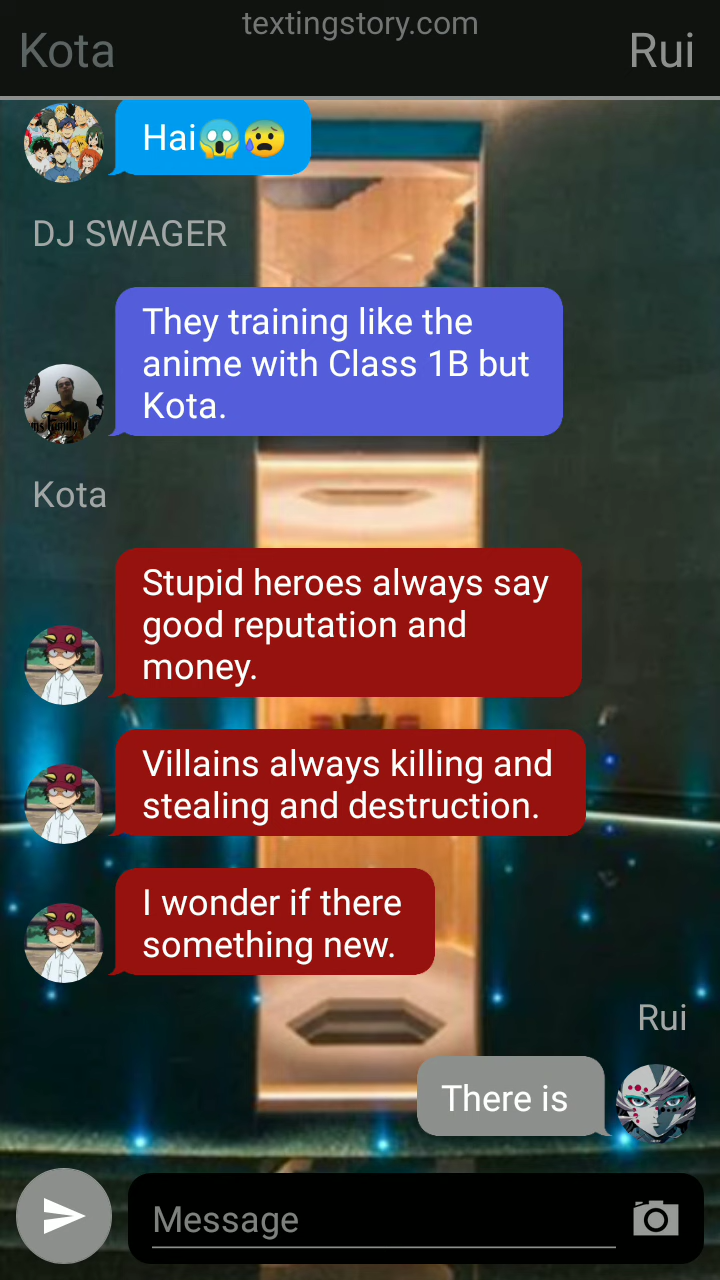 textingstory.com
Kota
Rui
Hai😱😰
DJ SWAGER
They training like the
anime with Class 1B but
Kota.
Kota
Stupid heroes always say
good reputation and
money.
Villains always killing and
stealing and destruction.
I wonder if there
something new.
Rui
There is
Message